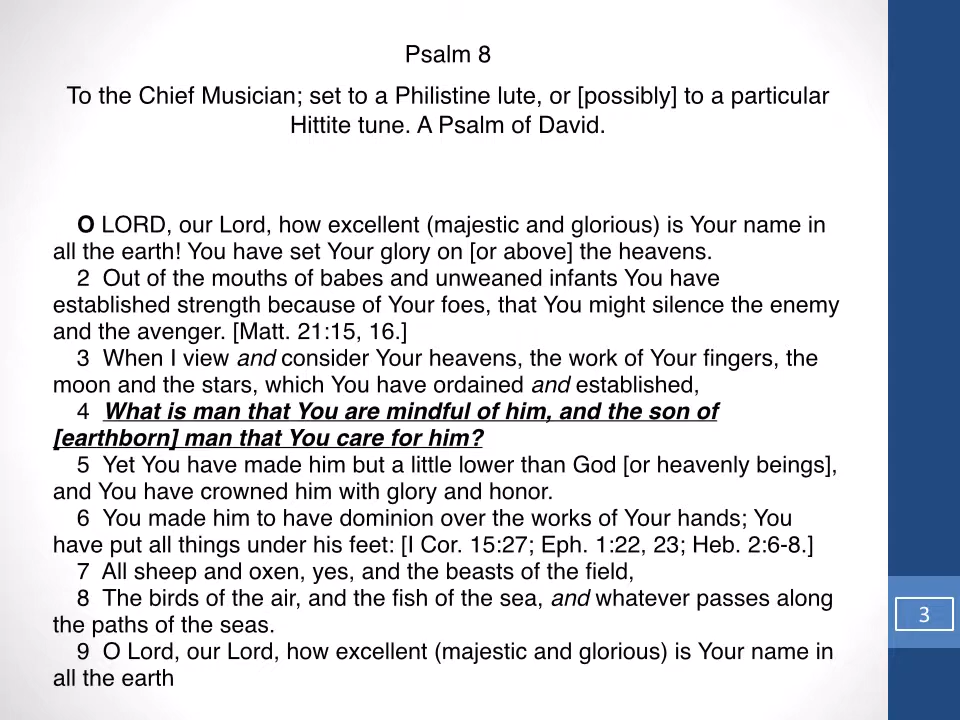 Psalm 8
To the Chief Musician; set to a Philistine lute, or [possibly] to a particular
Hittite tune. A Psalm of David.
O LORD, our Lord, how excellent (majestic and glorious) is Your name in
all the earth! You have set Your glory on [or above] the heavens.
2 Out of the mouths of babes and unweaned infants You have
established strength because of Your foes, that You might silence the enemy
and the avenger. [Matt. 21:15, 16.]
3 When I view and consider Your heavens, the work of Your fingers, the
moon and the stars, which You have ordained and established,
4 What is man that You are mindful of him, and the son of
[earthborn] man that You care for him?
5 Yet You have made him but a little lower than God [or heavenly beings],
and You have crowned him with glory and honor.
6 You made him to have dominion over the works of Your hands; You
have put all things under his feet: [I Cor. 15:27; Eph. 1:22, 23; Heb. 2:6-8.]
7 All sheep and oxen, yes, and the beasts of the field,
8 The birds of the air, and the fish of the sea, and whatever passes along
the paths of the seas.
9 O Lord, our Lord, how excellent (majestic and glorious) is Your name in
all the earth
3